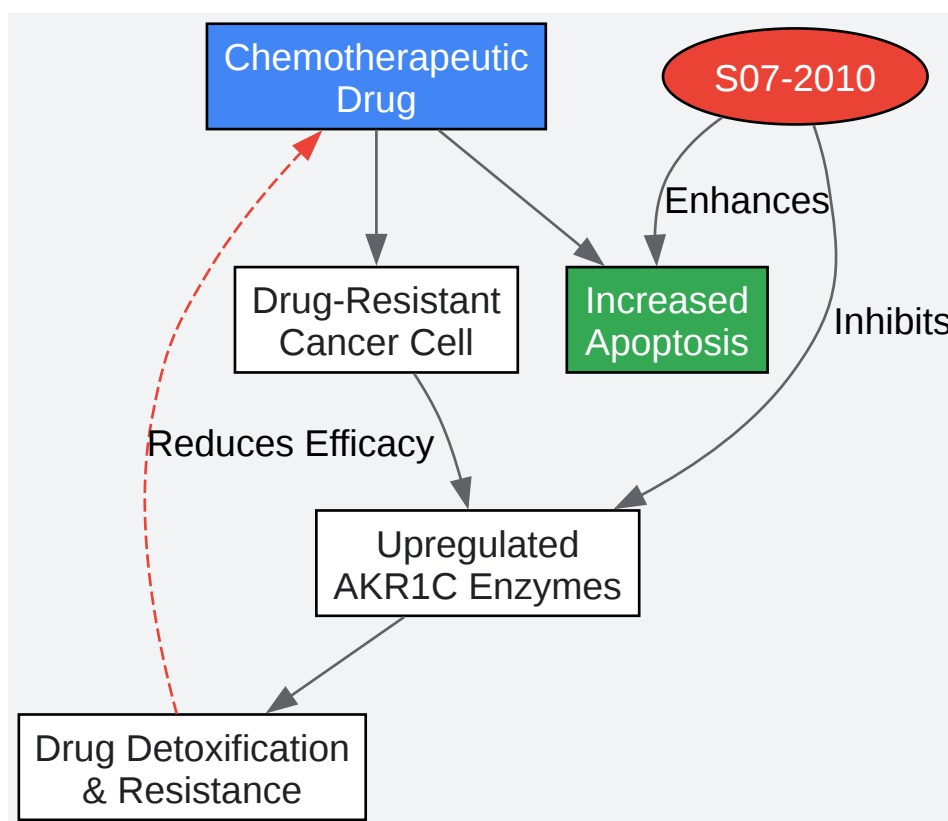 Chemotherapeutic
Drug
S07-2010
Enhances
Drug-Resistant
Cancer Cell
Increased
Apoptosis
Inhibits
Reduces Efficacy
Upregulated
AKR1C Enzymes
Drug Detoxification
& Resistance